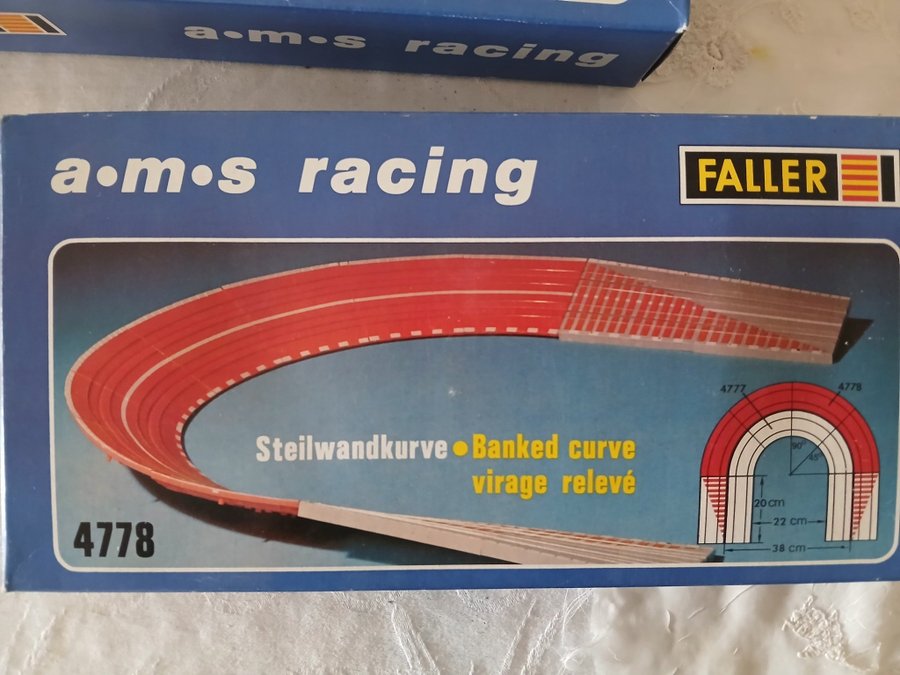 a•m•s racing
a•m•s racing
FALLER
4777
4778
Steilwandkurve • Banked curve
virage relevé
90°
45°
20 cm
22 cm
38 cm
4778